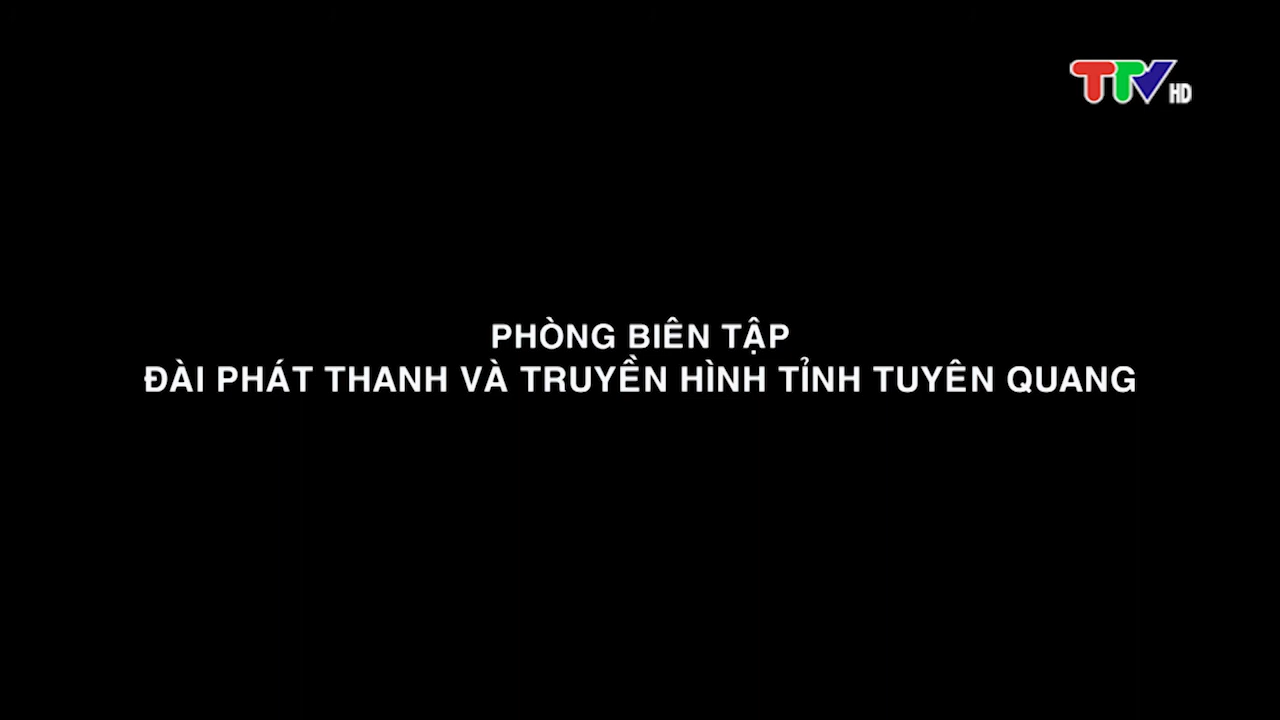 TTV HD
PHÒNG BIÊN TẬP
ĐÀI PHÁT THANH VÀ TRUYỀN HÌNH TỈNH TUYÊN QUANG